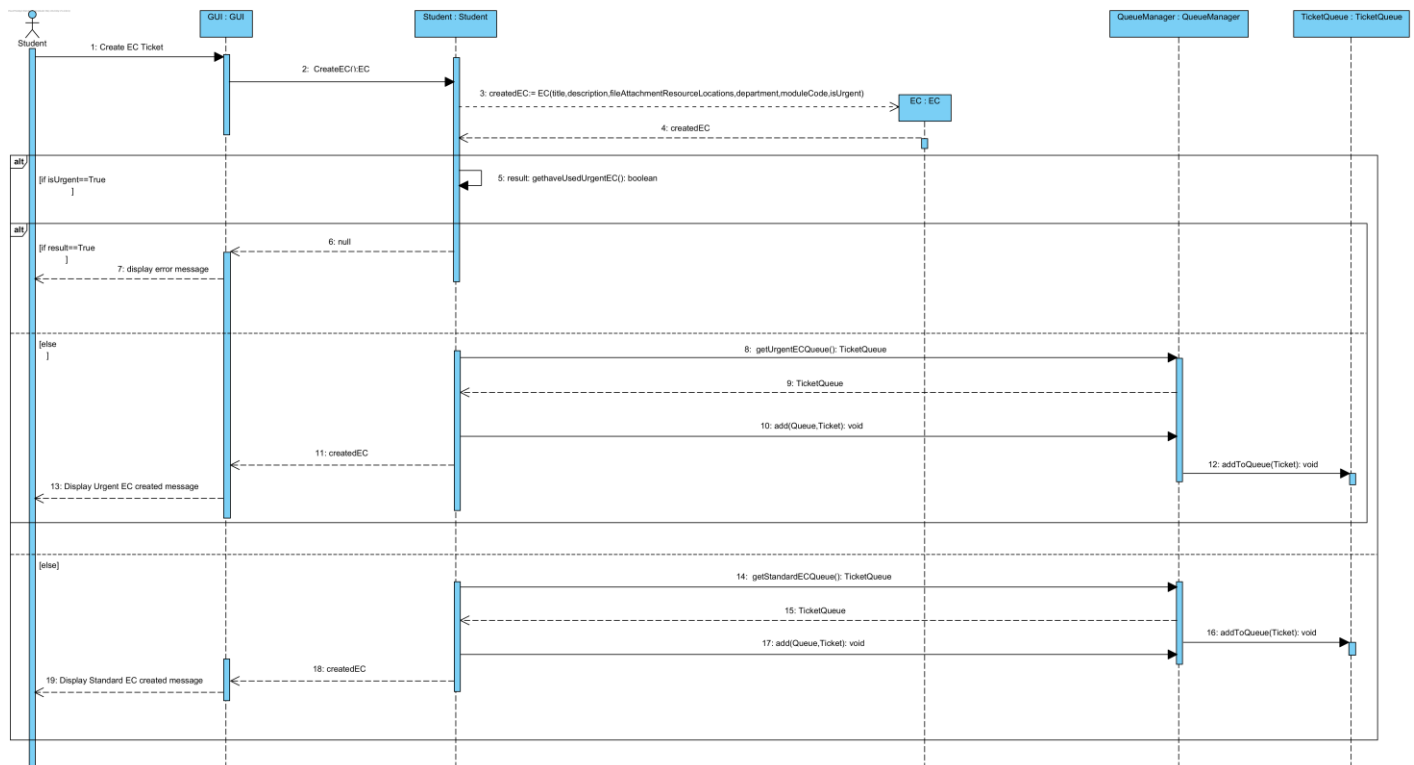 GUI : GUI
Student : Student
QueueManager : QueueManager
TicketQueue : TicketQueue
Student
1: Create EC Ticket
2:  CreateEC():EC
3: createdEC:= EC(title,description,fileAttachmentResourceLocations,department,moduleCode,isUrgent)
EC : EC
4: createdEC
alt
[if isUrgent==True
]
5: result: gethaveUsedUrgentEC(): boolean
alt
[if result==True
]
6: null
7: display error message
[else
]
8:  getUrgentECQueue(): TicketQueue
9: TicketQueue
10: add(Queue,Ticket): void
11: createdEC
12: addToQueue(Ticket): void
13: Display Urgent EC created message
[else]
14:  getStandardECQueue(): TicketQueue
15: TicketQueue
16: addToQueue(Ticket): void
17: add(Queue,Ticket): void
18: createdEC
19: Display Standard EC created message